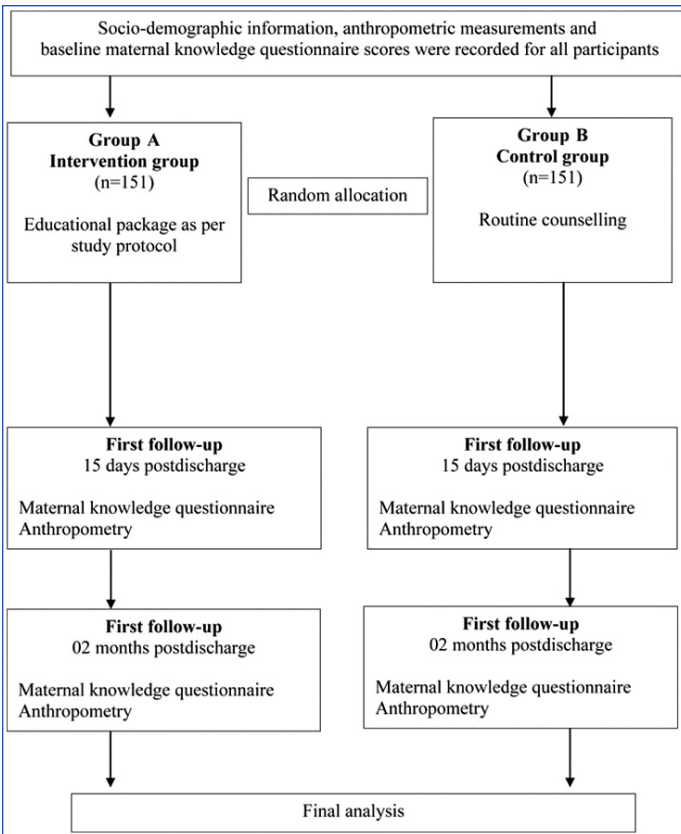 Socio-demographic information, anthropometric measurements and
baseline maternal knowledge questionnaire scores were recorded for all participants
Group A
Intervention group
(n=151)
Educational package as per
study protocol
Random allocation
Group B
Control group
(n=151)
Routine counselling
First follow-up
15 days postdischarge
Maternal knowledge questionnaire
Anthropometry
First follow-up
15 days postdischarge
Maternal knowledge questionnaire
Anthropometry
First follow-up
02 months postdischarge
Maternal knowledge questionnaire
Anthropometry
First follow-up
02 months postdischarge
Maternal knowledge questionnaire
Anthropometry
Final analysis